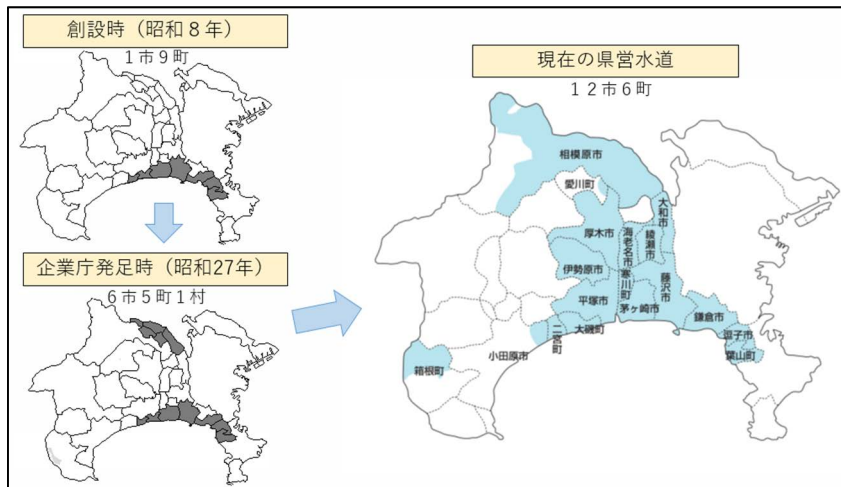 創設時（昭和８年）
１市９町
企業庁発足時（昭和27年）
６市５町１村
現在の県営水道
１２市６町
相模原市
愛川町
大和市
厚木市
海老名市
綾瀬市
伊勢原市
寒川町
藤沢市
平塚市
茅ヶ崎市
鎌倉市
二宮町
大磯町
逗子市
葉山町
小田原市
箱根町